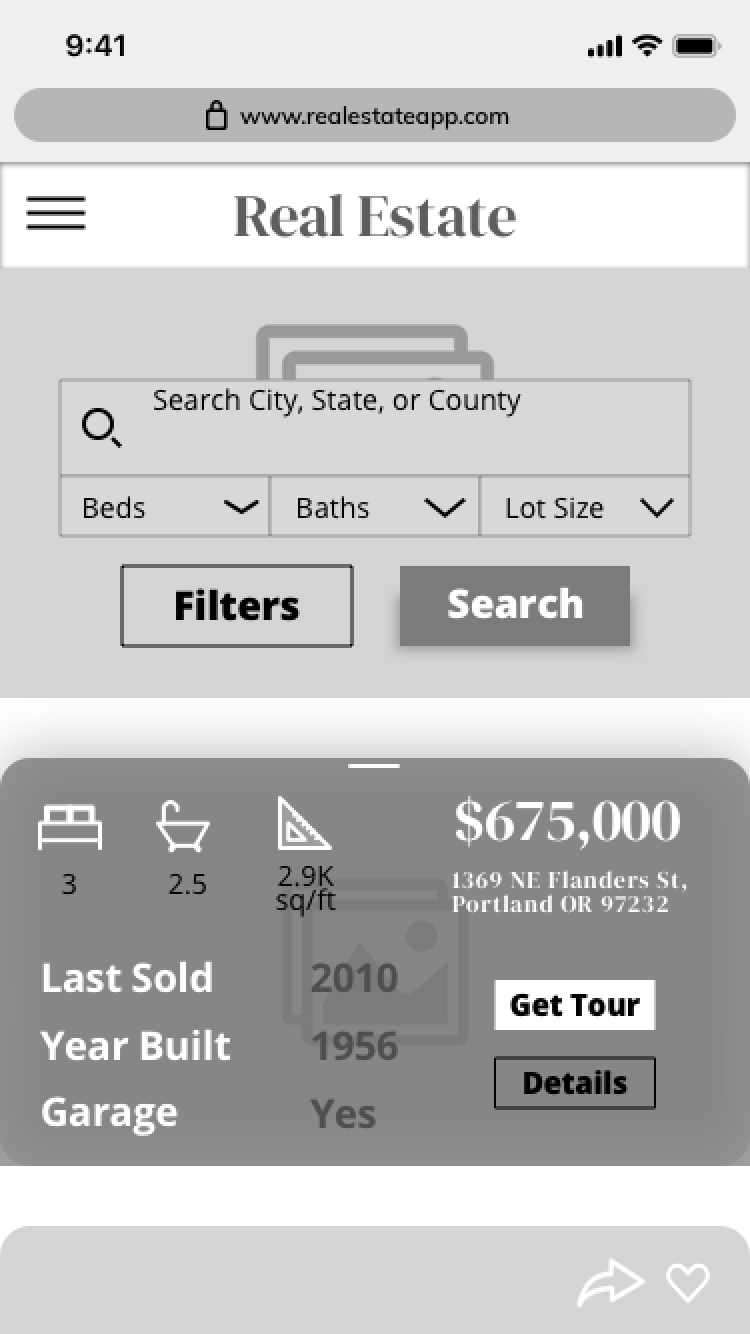 9:41
www.realestateapp.com
Real Estate
Search City, State, or County
Beds
Baths
Lot Size
Filters
Search
3
2.5
2.9K
sq/ft
$675,000
1369 NE Flanders St,
Portland OR 97232
Last Sold 2010
Year Built 1956
Garage Yes
Get Tour
Details